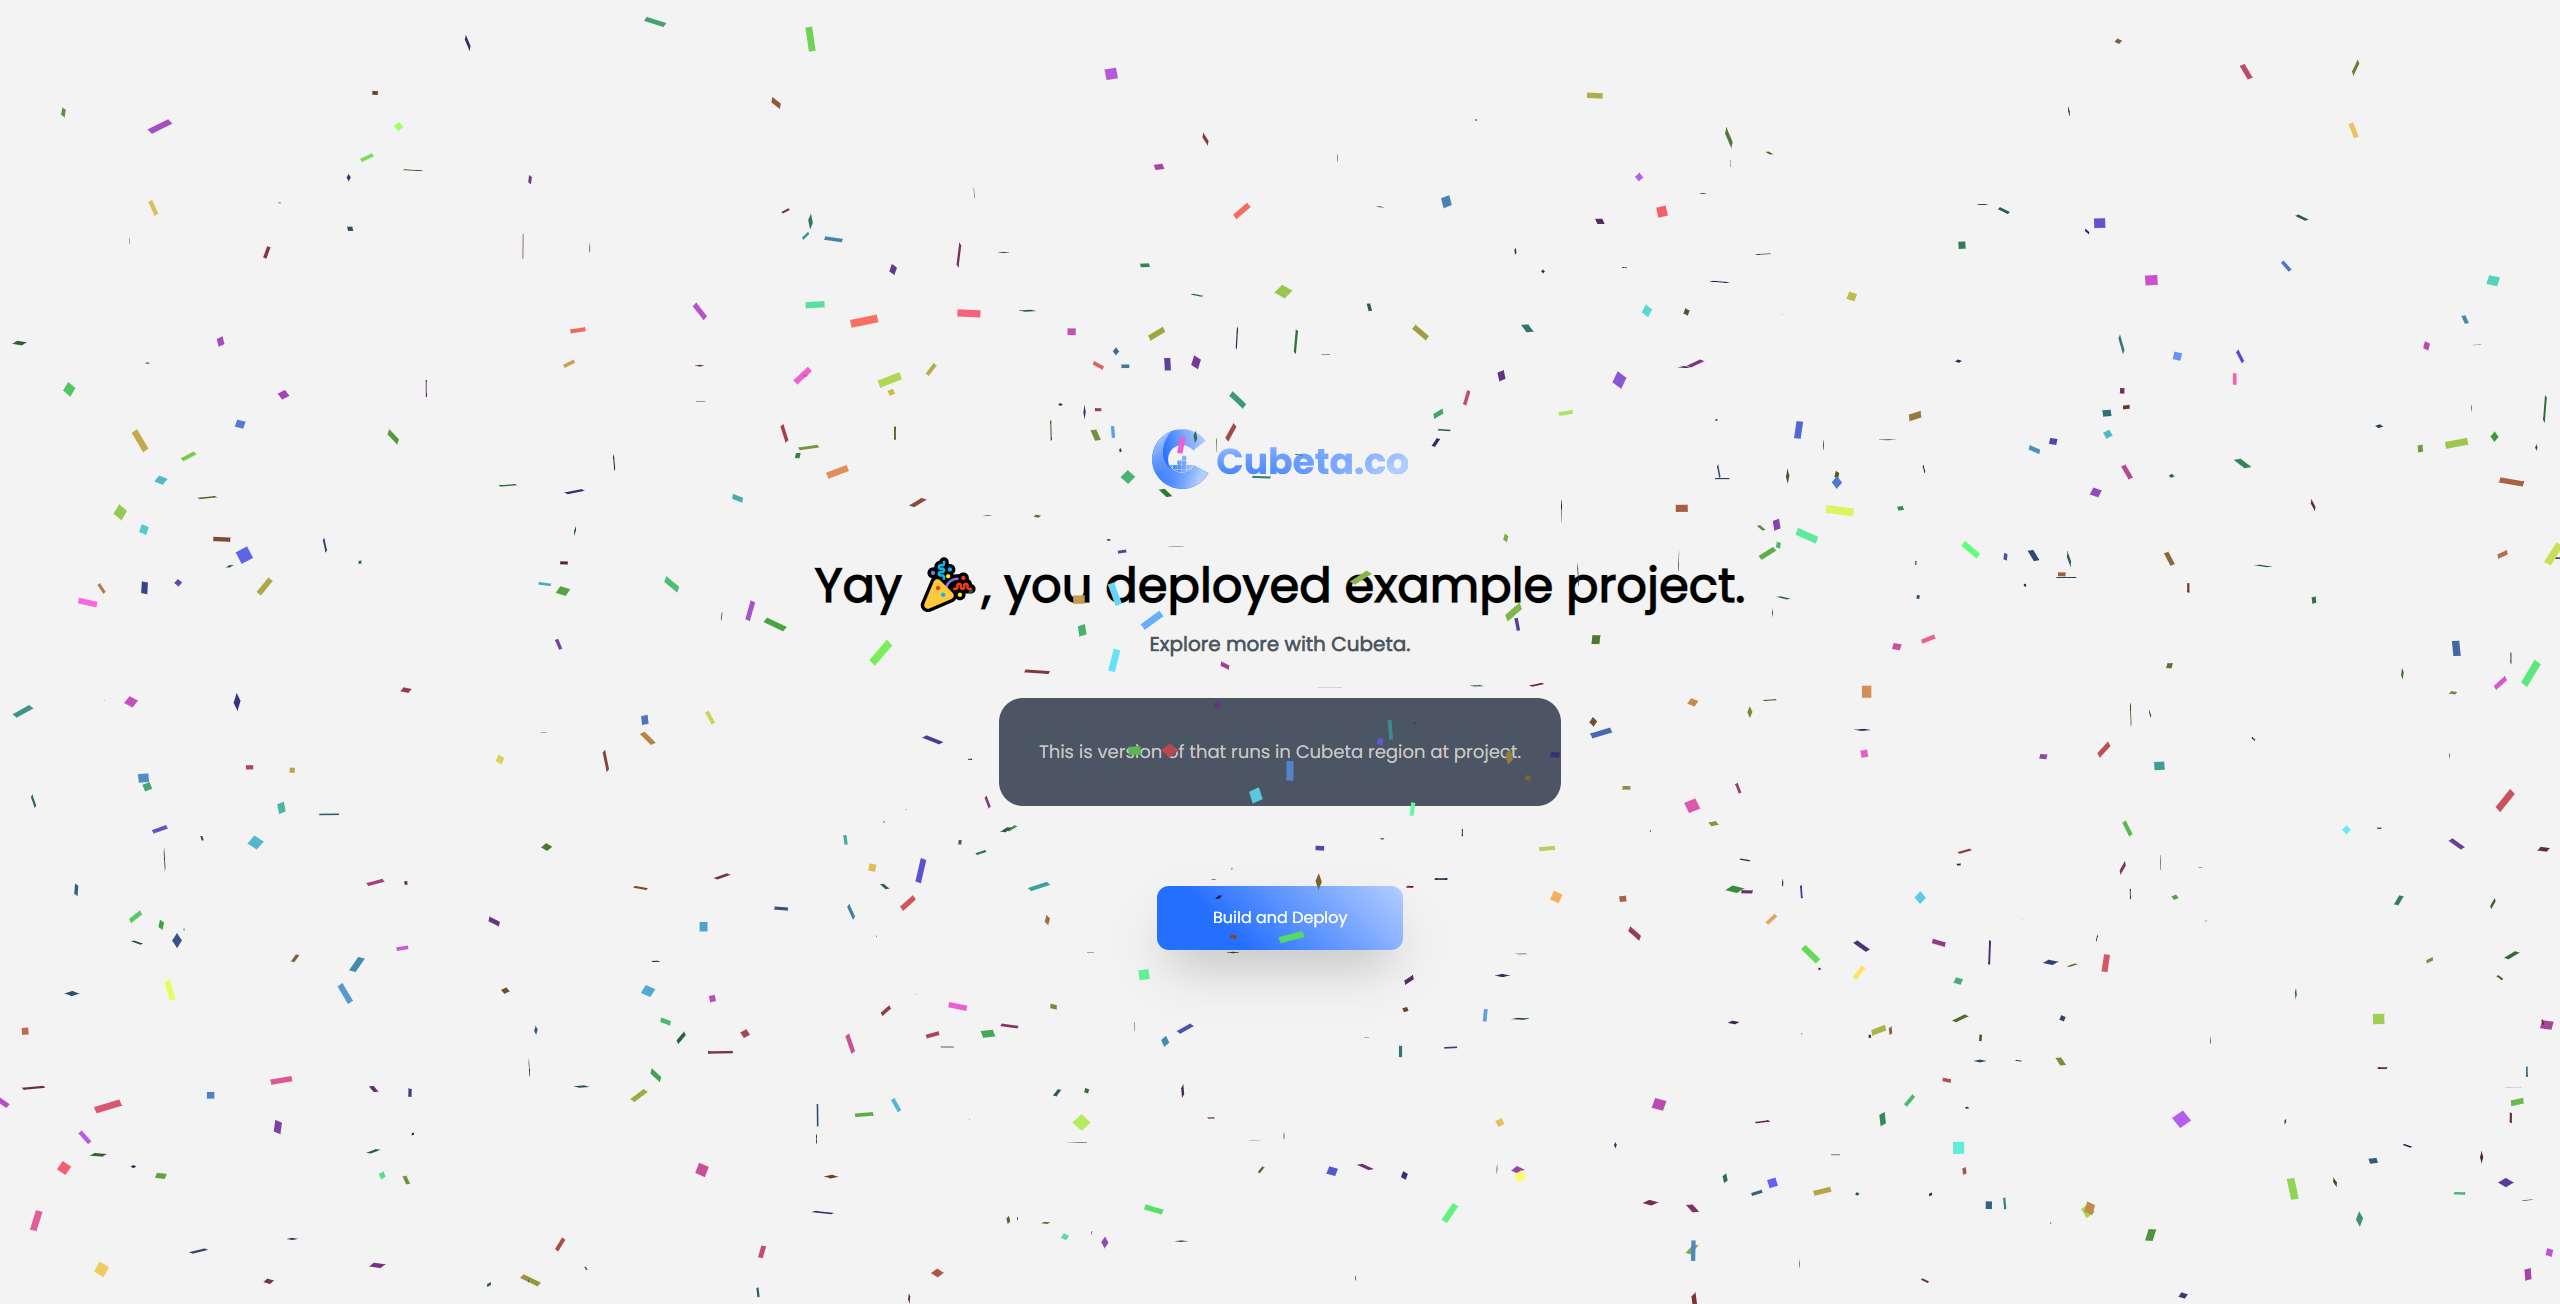 Cubeta.co
Yay 🎉, you deployed example project.
Explore more with Cubeta.
This is version of that runs in Cubeta region at project.
Build and Deploy